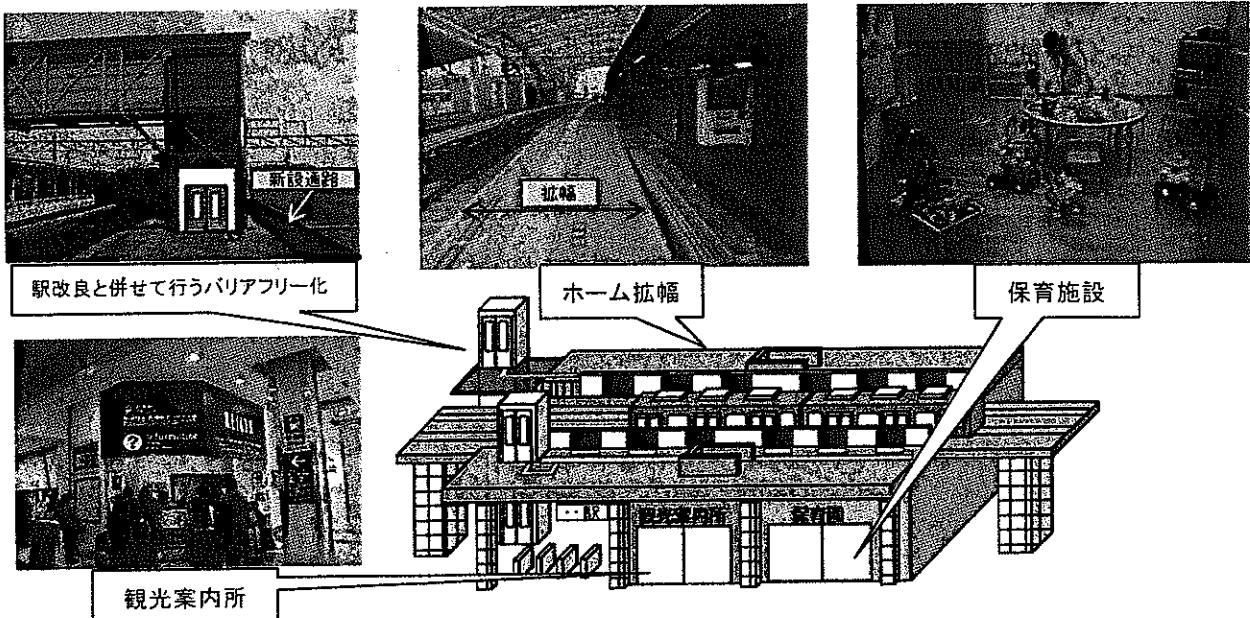 新設通路
拡幅
駅改良と併せて行うバリアフリー化
ホーム拡幅
保育施設
Information
・・駅
観光案内所
保育園
観光案内所